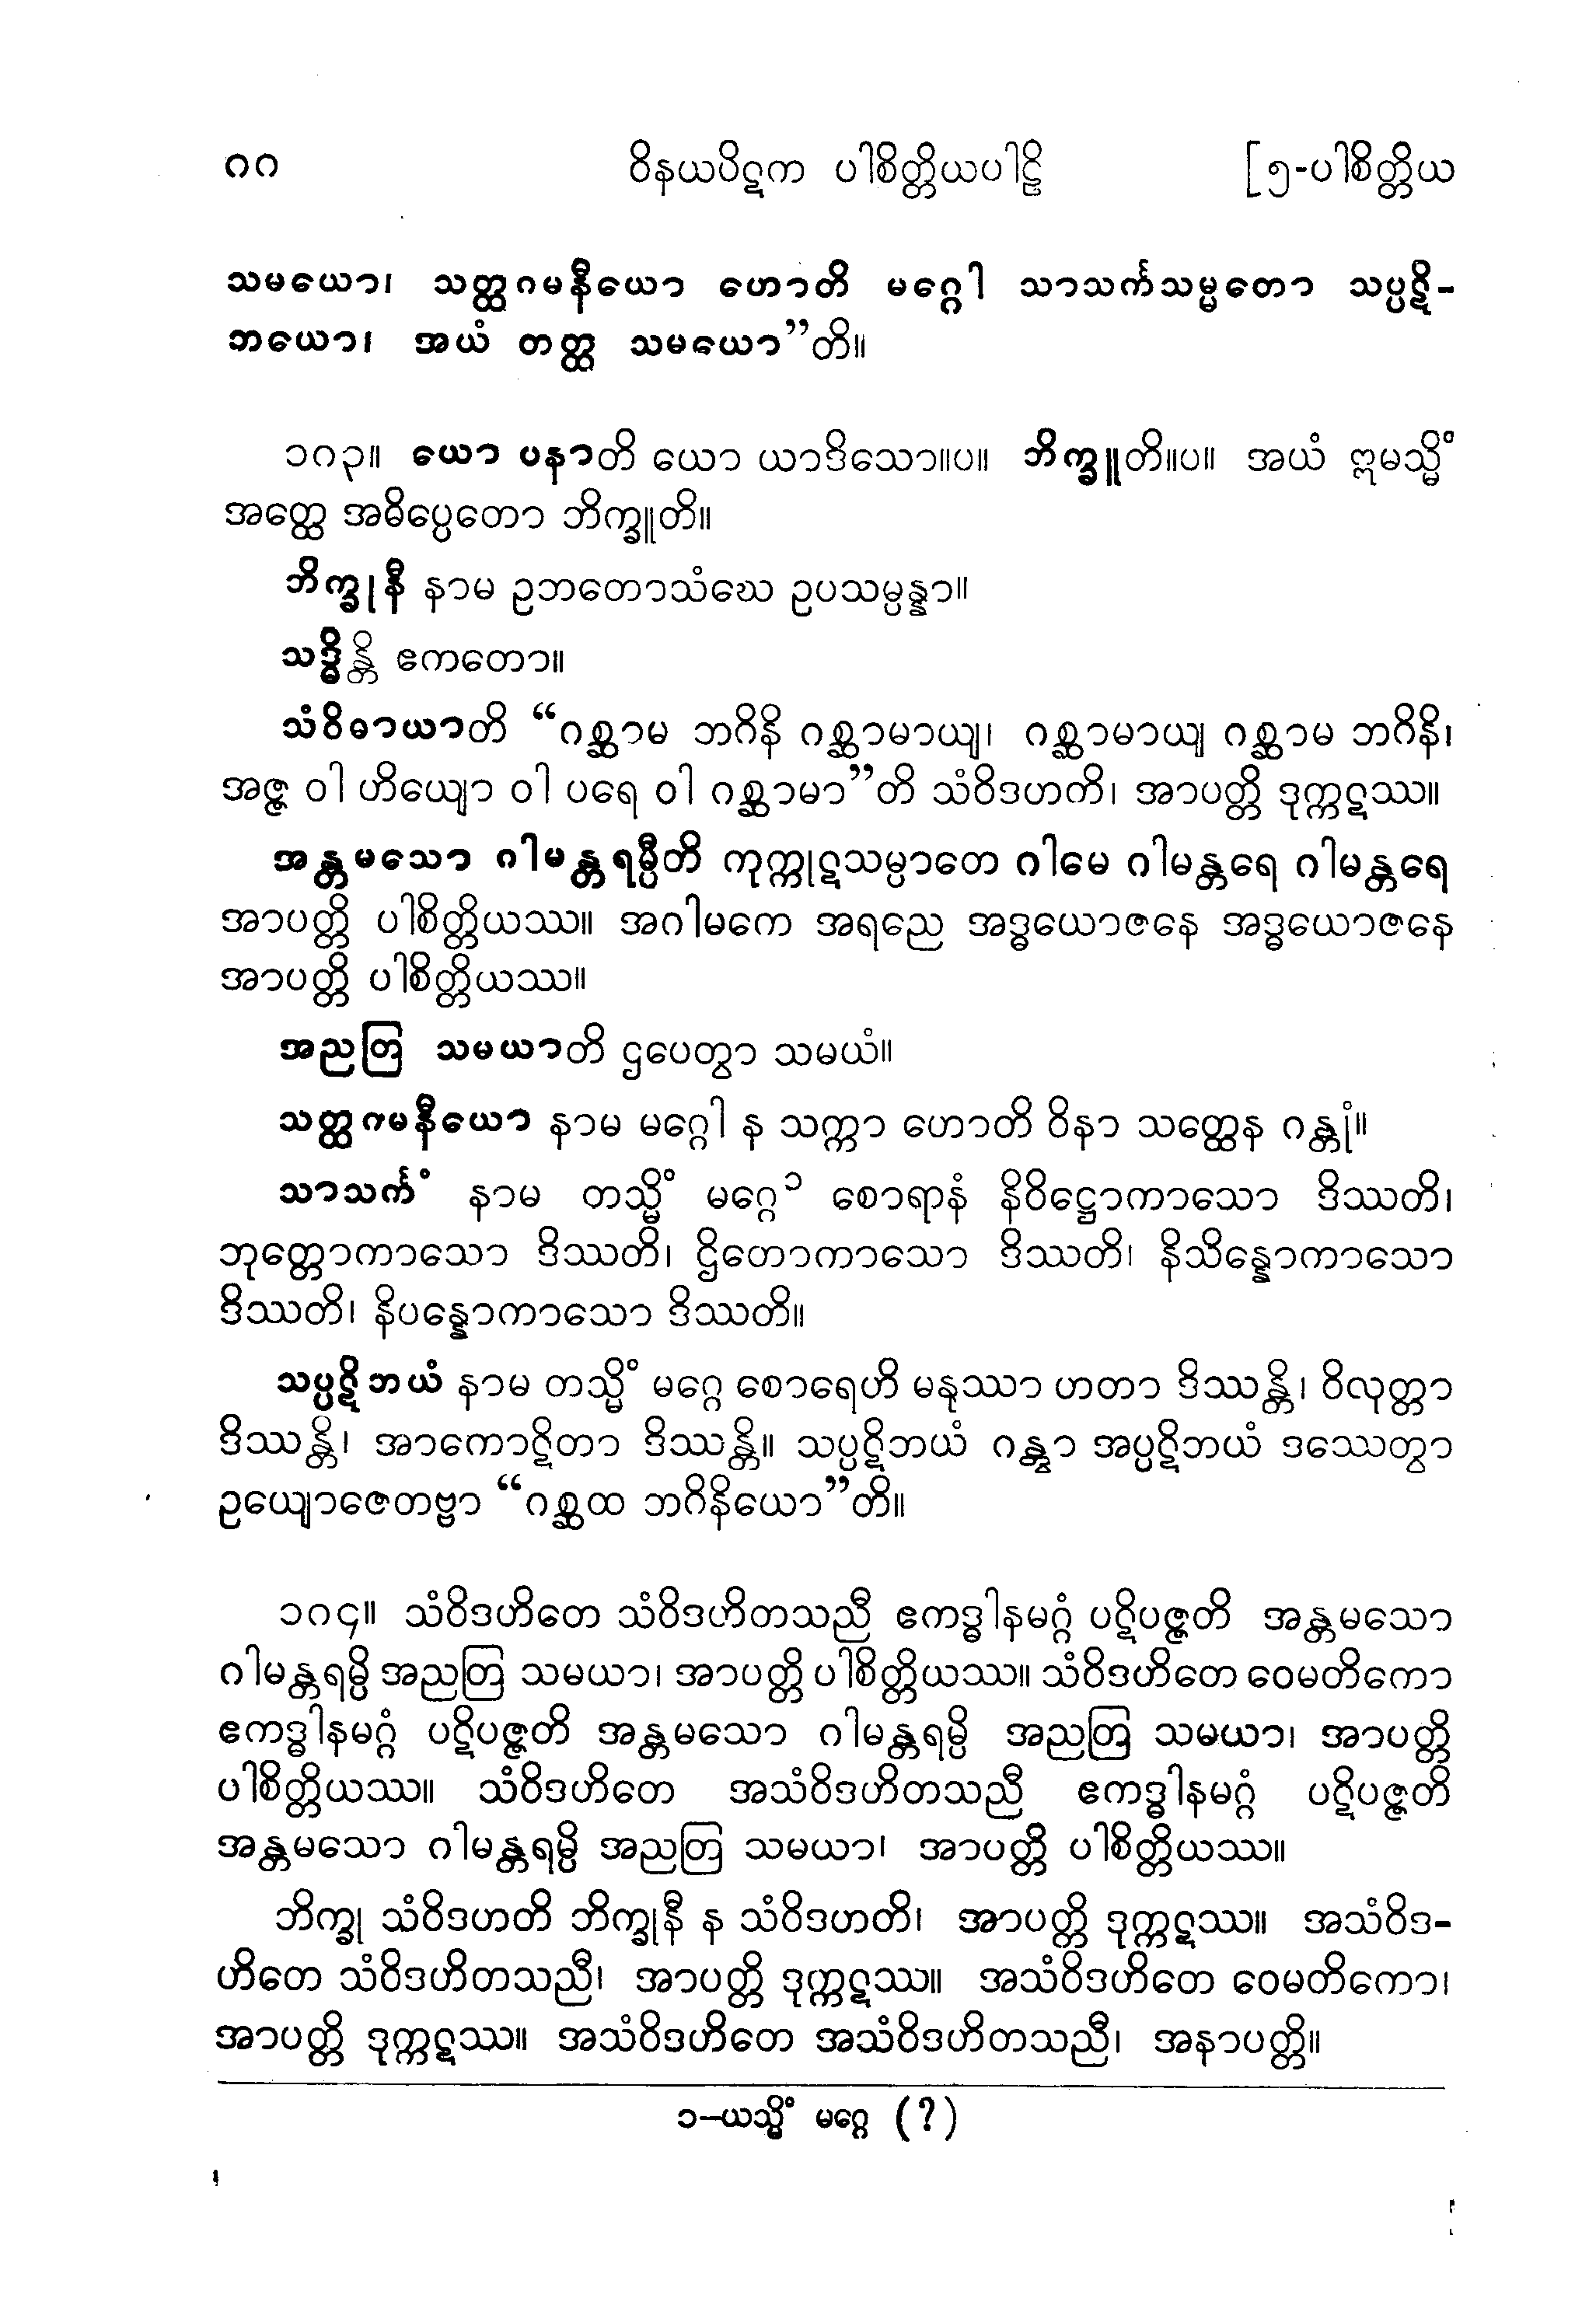 ၈၈ ဝိနယပိဋက ပါစိတ္တိယပါဠိ [၅-ပါစိတ္တိယ
သမယော၊ သတ္ထဂမနီယော ဟောတိ မဂ္ဂေါ သာသင်္ကသမ္မတော သပ္ပဋိ-
ဘယော၊ အယံ တတ္ထ သမယော”တိ။
၁၈၃။ ယော ပနာတိ ယော ယာဒိသော။ပ။ ဘိက္ခူတိ။ပ။ အယံ ဣမသ္မိံ
အတ္ထေ အဓိပ္ပေတော ဘိက္ခူတိ။
ဘိက္ခုနီ နာမ ဥဘတောသံဃေ ဥပသမ္ပန္နာ။
သဒ္ဓိန္တိ ဧကတော။
သံဝိဓာယာတိ “ဂစ္ဆာမ ဘဂိနိ ဂစ္ဆာမာယျ၊ ဂစ္ဆာမာယျ ဂစ္ဆာမ ဘဂိနိ၊
အဇ္ဇ ဝါ ဟိယျော ဝါ ပရေ ဝါ ဂစ္ဆာမာ”တိ သံဝိဒဟကိ၊ အာပတ္တိ ဒုက္ကဋဿ။
အန္တမသော ဂါမန္တရမ္ပီတိ ကုက္ကုဋသမ္ပာတေ ဂါမေ ဂါမန္တရေ ဂါမန္တရေ
အာပတ္တိ ပါစိတ္တိယဿ။ အဂါမကေ အရညေ အဒ္ဓယောဇနေ အဒ္ဓယောဇနေ
အာပတ္တိ ပါစိတ္တိယဿ။
အညတြ သမယာတိ ဌပေတွာ သမယံ။
သတ္ထဂမနီယော နာမ မဂ္ဂေါ န သက္ကာ ဟောတိ ဝိနာ သတ္ထေန ဂန္တုံ။
သာသင်္ကံ နာမ တသ္မိံ မဂ္ဂေ ၁ စောရာနံ နိဝိဋ္ဌောကာသော ဒိဿတိ၊
ဘုတ္တောကာသော ဒိဿတိ၊ ဌိတောကာသော ဒိဿတိ၊ နိသိန္နောကာသော
ဒိဿတိ၊ နိပန္နောကာသော ဒိဿတိ။
သပ္ပဋိဘယံ နာမ တသ္မိံ မဂ္ဂေ စောရေဟိ မနုဿာ ဟတာ ဒိဿန္တိ၊ ဝိလုတ္တာ
ဒိဿန္တိ၊ အာကောဋိတာ ဒိဿန္တိ။ သပ္ပဋိဘယံ ဂန္တွာ အပ္ပဋိဘယံ ဒဿေတွာ
ဥယျောဇေတဗ္ဗာ “ဂစ္ဆထ ဘဂိနိယော”တိ။
၁၈၄။ သံဝိဒဟိတေ သံဝိဒဟိတသညီ ဧကဒ္ဓါနမဂ္ဂံ ပဋိပဇ္ဇတိ အန္တမသော
ဂါမန္တရမ္ပိ အညတြ သမယာ၊ အာပတ္တိ ပါစိတ္တိယဿ။ သံဝိဒဟိတေ ဝေမတိကော
ဧကဒ္ဓါနမဂ္ဂံ ပဋိပဇ္ဇတိ အန္တမသော ဂါမန္တရမ္ပိ အညတြ သမယာ၊ အာပတ္တိ
ပါစိတ္တိယဿ။ သံဝိဒဟိတေ အသံဝိဒဟိတသညီ ဧကဒ္ဓါနမဂ္ဂံ ပဋိပဇ္ဇတိ
အန္တမသော ဂါမန္တရမ္ပိ အညတြ သမယာ၊ အာပတ္တိ ပါစိတ္တိယဿ။
ဘိက္ခု သံဝိဒဟတိ ဘိက္ခုနီ န သံဝိဒဟတိ၊ အာပတ္တိ ဒုက္ကဋဿ။ အသံဝိဒ-
ဟိတေ သံဝိဒဟိတသညီ၊ အာပတ္တိ ဒုက္ကဋဿ။ အသံဝိဒဟိတေ ဝေမတိကော၊
အာပတ္တိ ဒုက္ကဋဿ။ အသံဝိဒဟိတေ အသံဝိဒဟိတသညီ၊ အနာပတ္တိ။
၁–ယသ္မိံ မဂ္ဂေ (?)